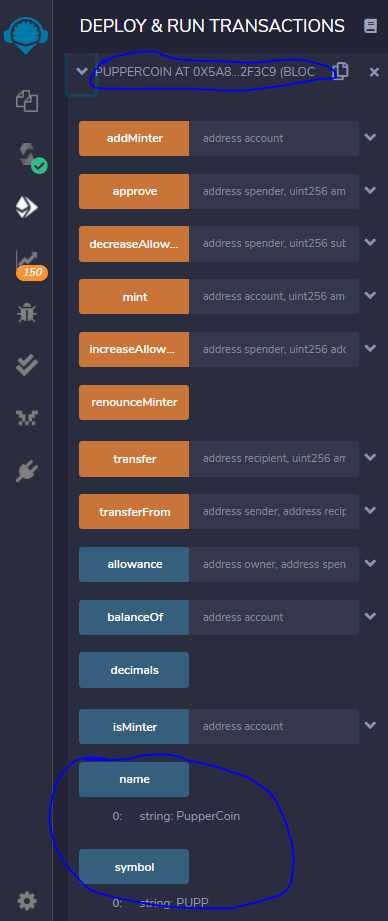 DEPLOY & RUN TRANSACTIONS
PUPPERCOIN AT 0X5A8...2F3C9 (BLOC
addMinter address account
approve address spender, uint256 am
decreaseAllow... address spender, uint256 sub
mint address account, uint256 am
increaseAllow... address spender, uint256 adc
renounceMinter
transfer address recipient, uint256 am
transferFrom address sender, address recip
allowance address owner, address spen
balanceOf address account
decimals
isMinter address account
name
0: string: PupperCoin
symbol
0: string: PUPP
150